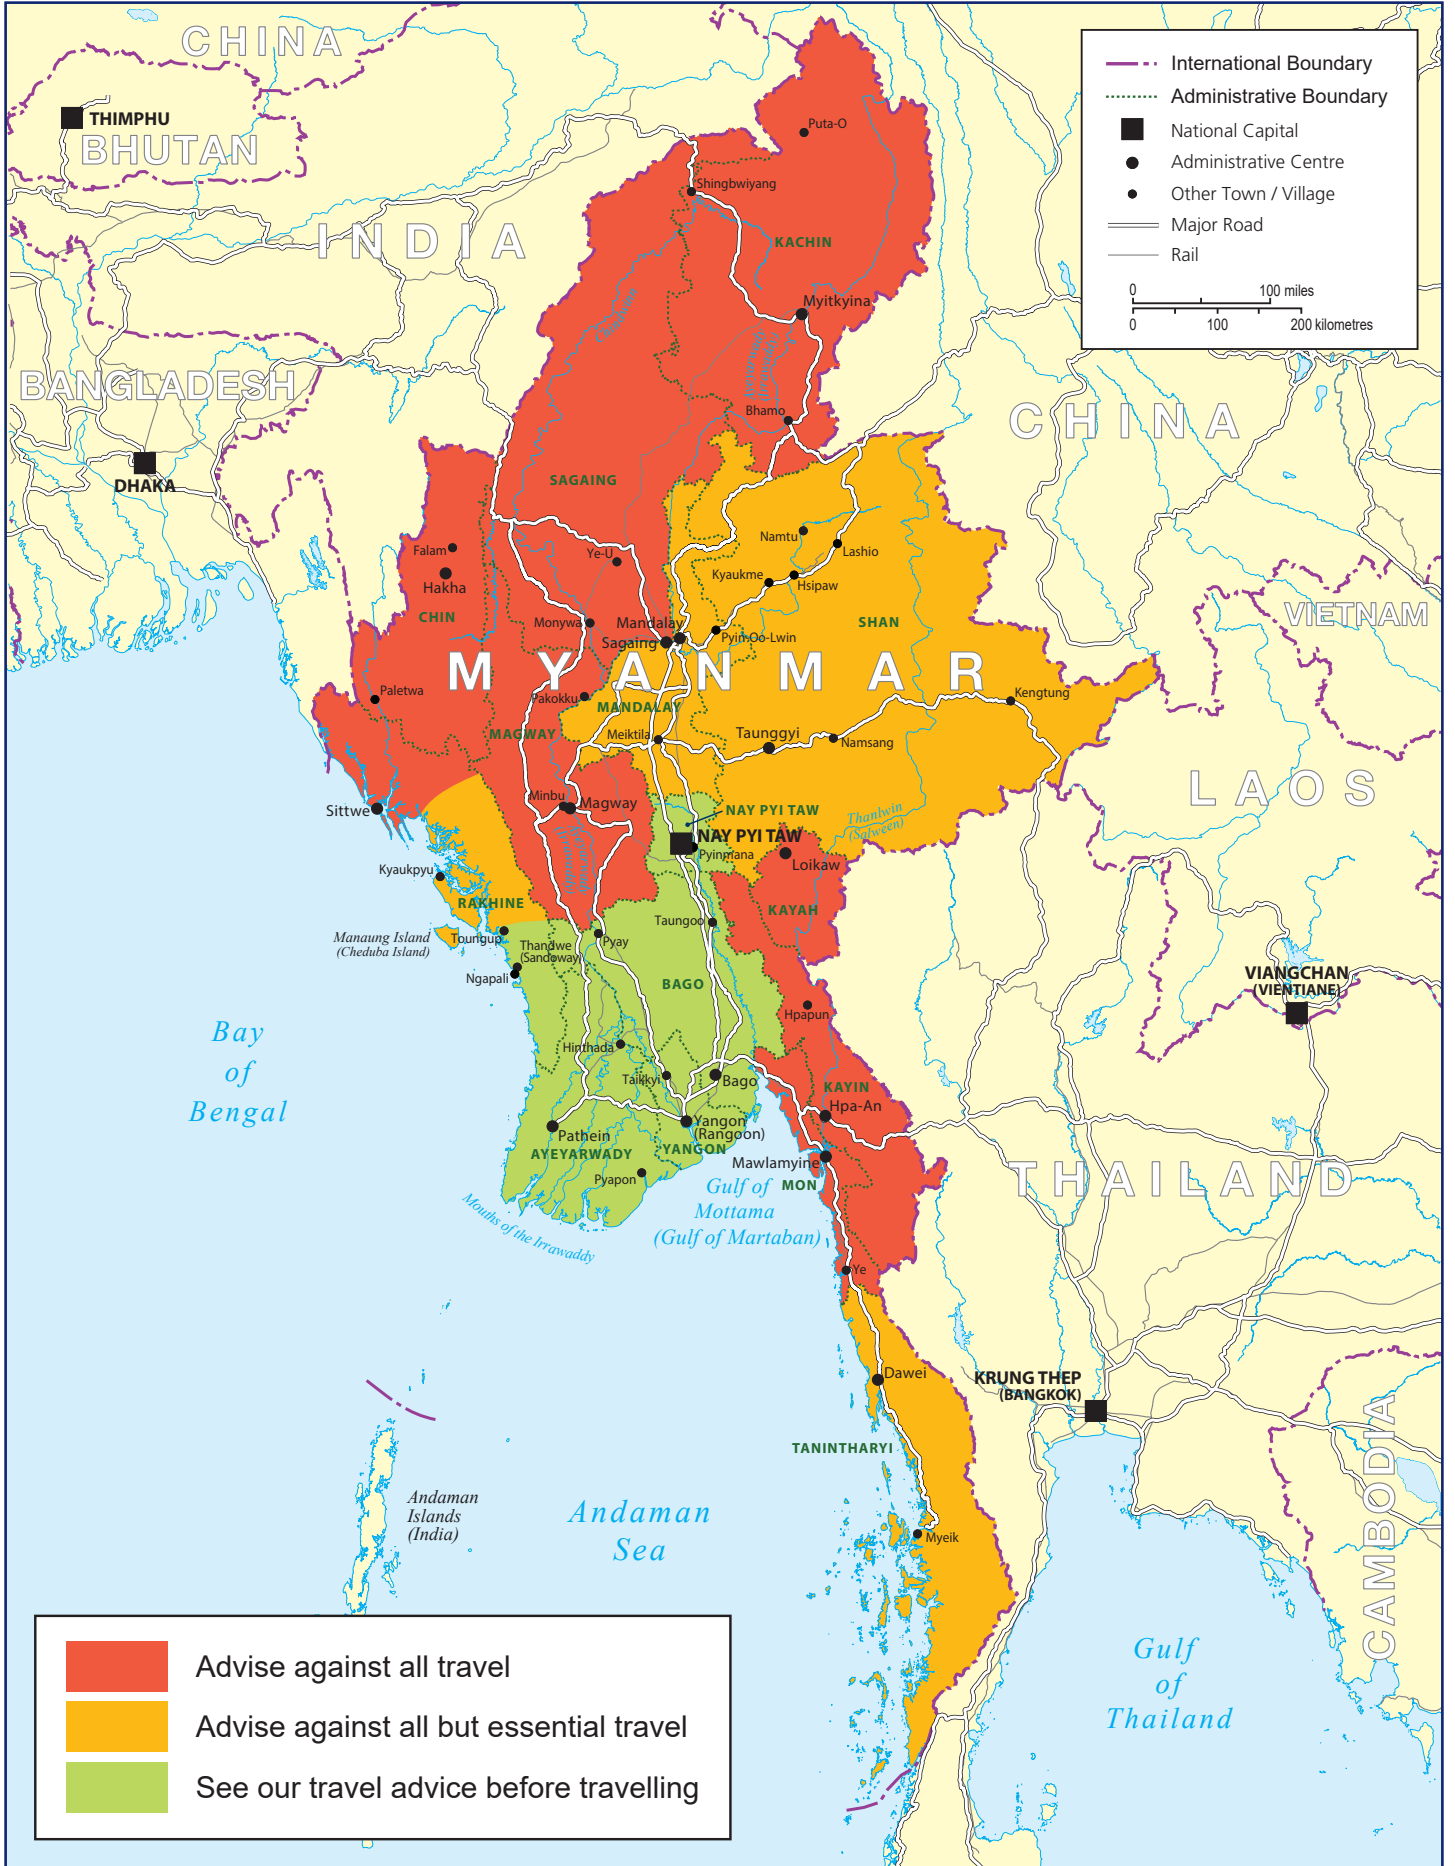 CHINA
THIMPHU
BHUTAN
INDIA
BANGLADESH
DHAKA
International Boundary
Administrative Boundary
National Capital
Administrative Centre
Other Town / Village
Major Road
Rail
0 100 miles
0 100 200 kilometres
Puta-O
Shingbwiyang
KACHIN
Myitkyina
Bhamo
CHINA
SAGAING
Falam
Hakha
CHIN
Ye-U
Namtu
Lashio
Kyaukme
Hsipaw
Monywa
Mandalay
Sagaing
Pyin-Oo-Lwin
SHAN
VIETNAM
MYANMAR
Paletwa
Pakokku
MANDALAY
Kengtung
MAGWAY
Meiktila
Taunggyi
Namsang
LAOS
Sittwe
Minbu
Magway
NAY PYI TAW
Thanlwin
(Salween)
NAY PYI TAW
Pyinmana
Loikaw
Kyaukpyu
RAKHINE
KAYAH
Taungoo
Manaung Island
(Cheduba Island)
Toungup
Thandwe
(Sandoway)
Pyay
Ngapali
BAGO
VIANGCHAN
(VIENTIANE)
Hpapun
Bay
of
Bengal
Hinthada
Taikkyi
Bago
KAYIN
Hpa-An
Yangon
(Rangoon)
Pathein
AYEYARWADY
YANGON
Mawlamyine
Pyapon
MON
THAILAND
Mouths of the Irrawaddy
Gulf of
Mottama
(Gulf of Martaban)
Ye
Dawei
KRUNG THEP
(BANGKOK)
TANINTHARYI
CAMBODIA
Andaman
Islands
(India)
Andaman
Sea
Myeik
Gulf
of
Thailand
Advise against all travel
Advise against all but essential travel
See our travel advice before travelling